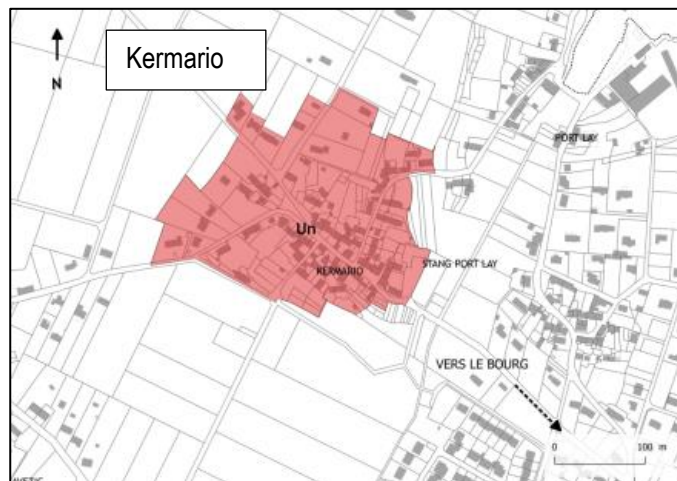 Kermario
N
PORT LAY
Un
STANG PORT LAY
KERMARIO
VERS LE BOURG
0 100 m